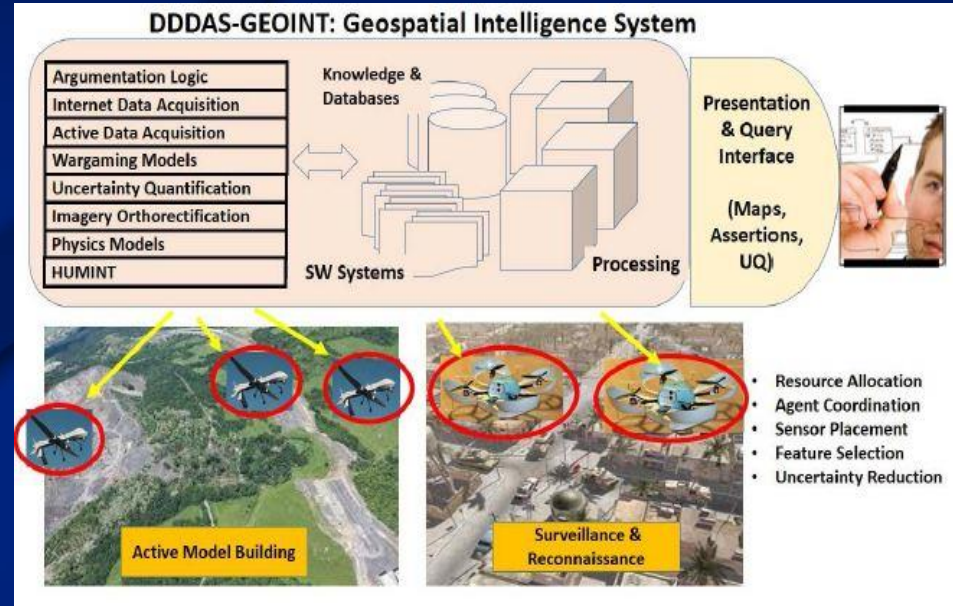 DDDAS-GEOINT: Geospatial Intelligence System
Argumentation Logic
Internet Data Acquisition
Active Data Acquisition
Wargaming Models
Uncertainty Quantification
Imagery Orthorectification
Physics Models
HUMINT
Knowledge &
Databases
SW Systems
Processing
Presentation
& Query
Interface
(Maps,
Assertions,
UQ)
Active Model Building
Surveillance &
Reconnaissance
• Resource Allocation
• Agent Coordination
• Sensor Placement
• Feature Selection
• Uncertainty Reduction